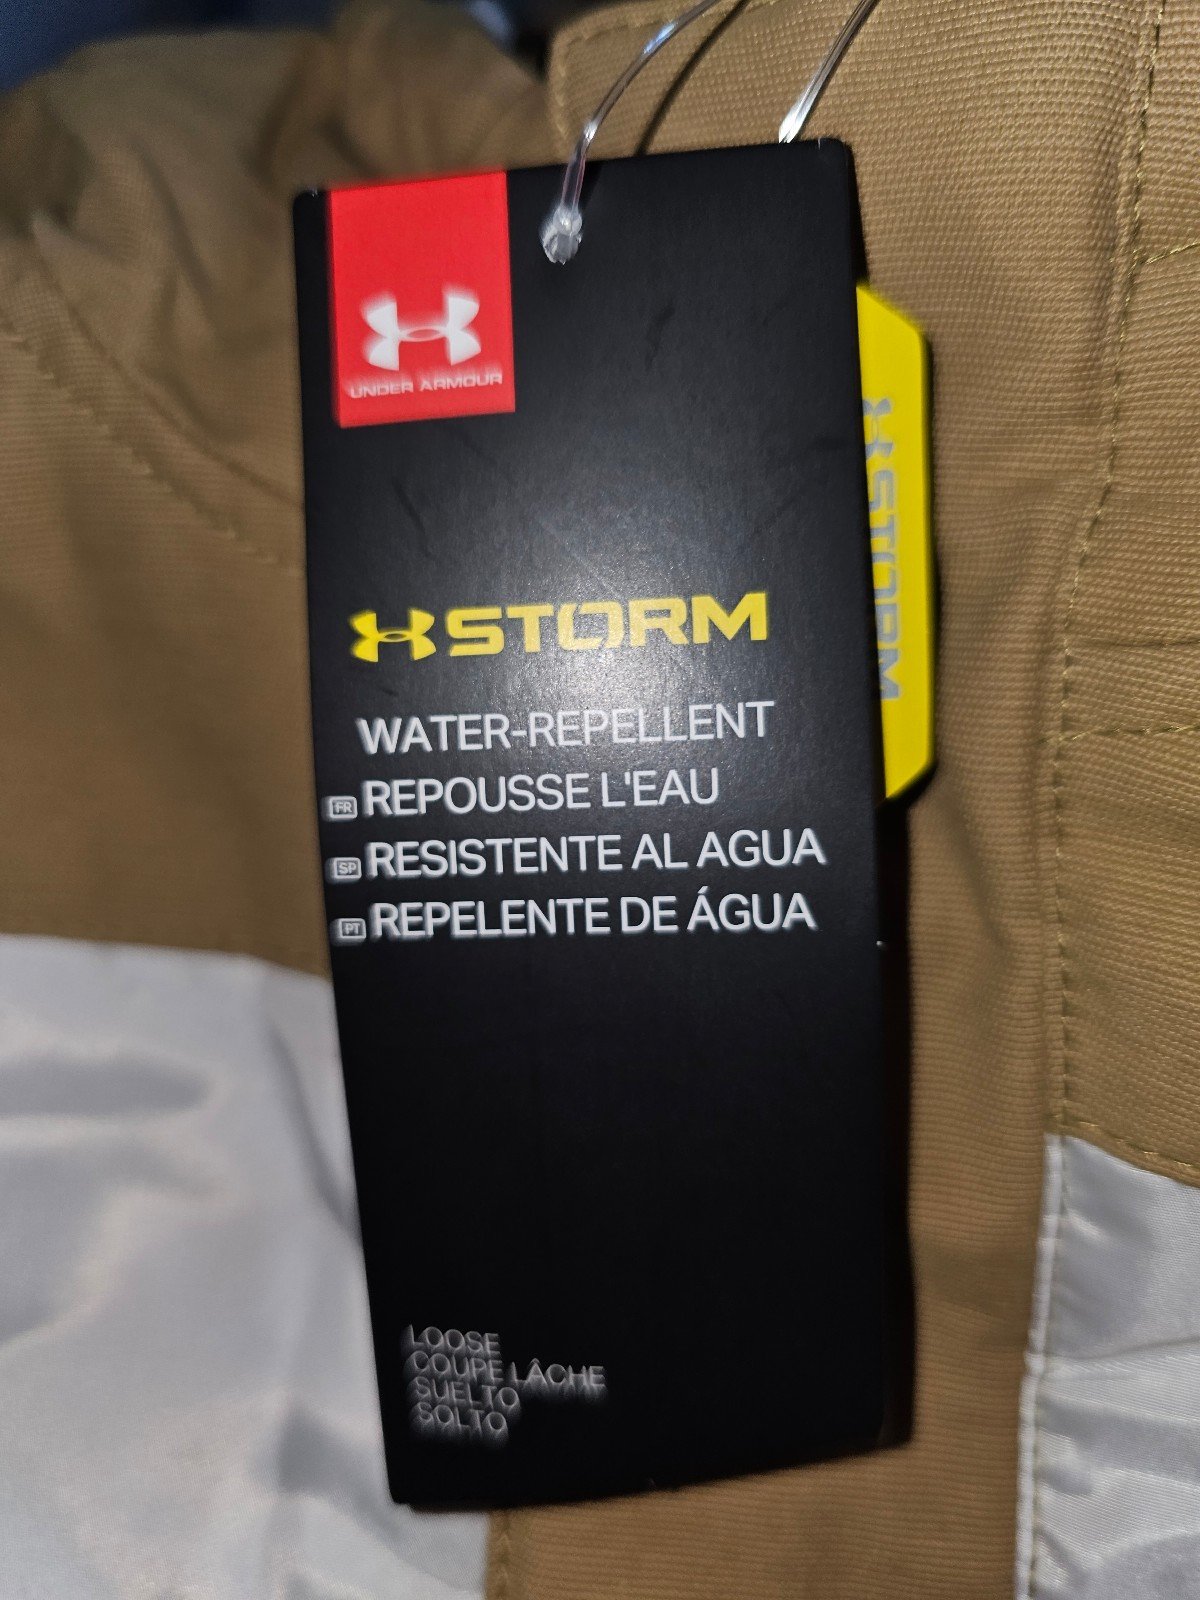 UNDER ARMOUR
STORM
WATER-REPELLENT
FR REPOUSSE L'EAU
SP RESISTENTE AL AGUA
PT REPELENTE DE ÁGUA
LOOSE
COUPE LÂCHE
SUELTO
SOLTO
STORM